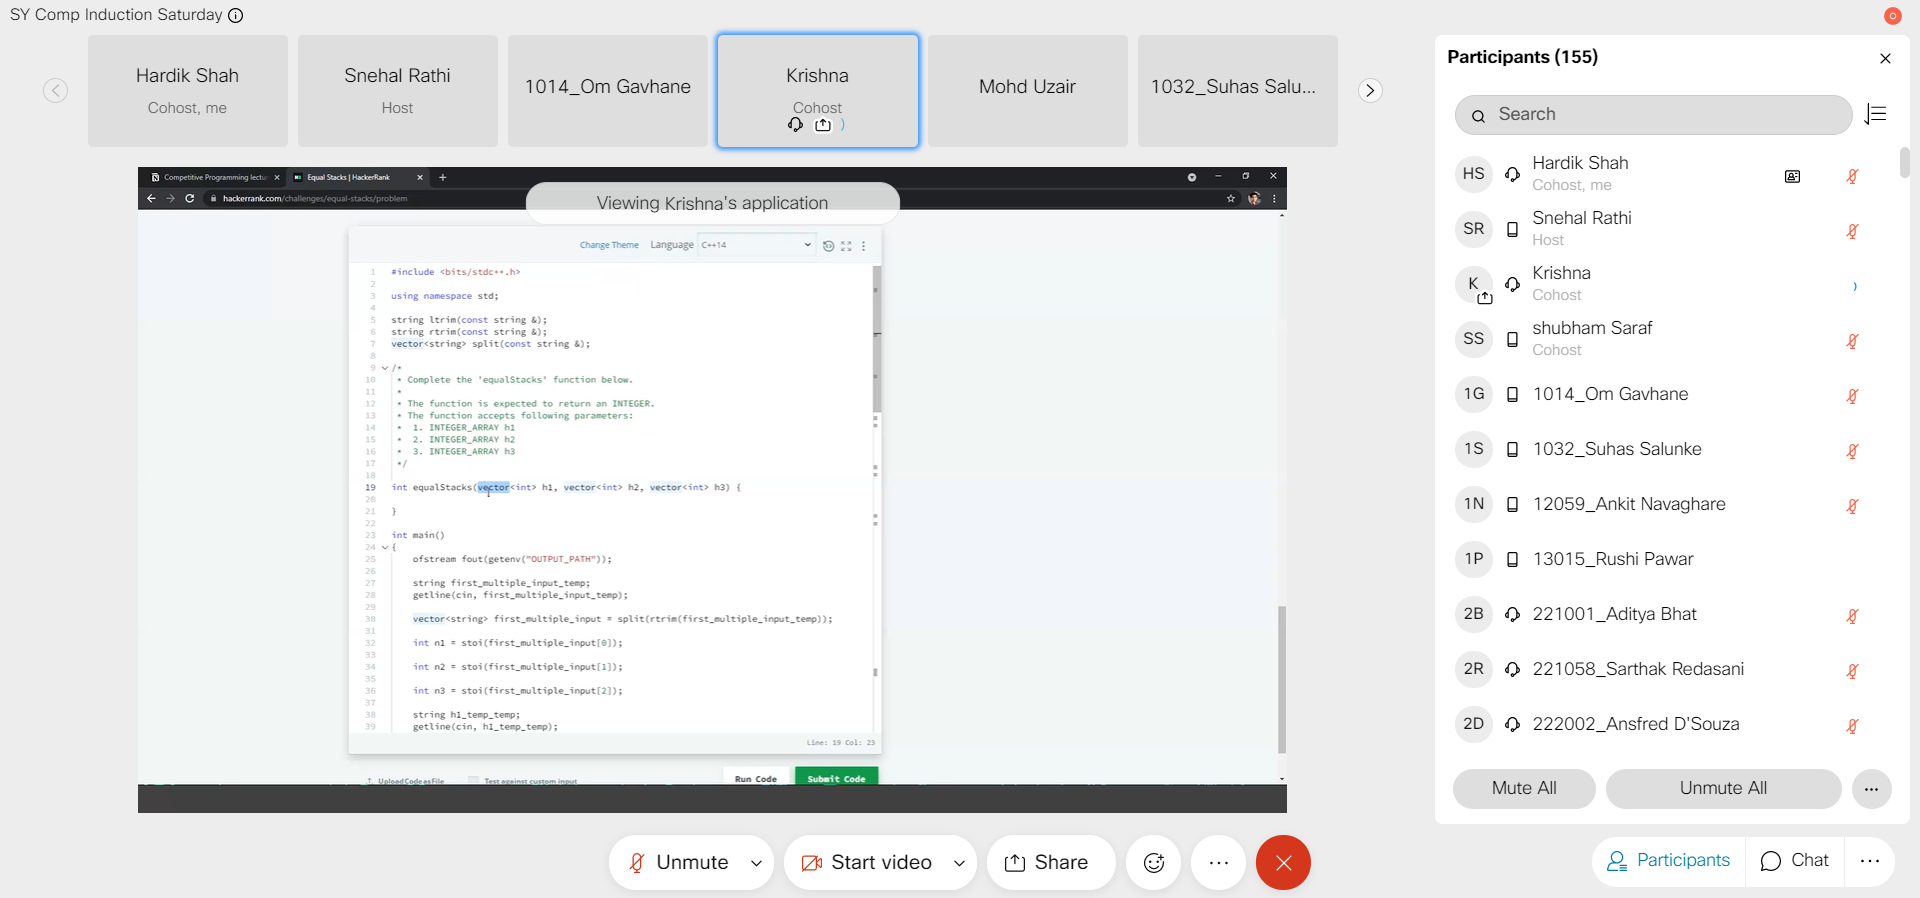 SY Comp Induction Saturday
Hardik Shah
Cohost, me
Snehal Rathi
Host
1014_Om Gavhane
Krishna
Cohost
Mohd Uzair
1032_Suhas Salu...
Competitive Programming lectu
Equal Stacks | HackerRank
hackerrank.com/challenges/equal-stacks/problem
Viewing Krishna's application
Change Theme Language C++14
1 #include <bits/stdc++.h>
2
3 using namespace std;
4
5 string ltrim(const string &);
6 string rtrim(const string &);
7 vector<string> split(const string &);
8
9 /*
10 * Complete the 'equalStacks' function below.
11 *
12 * The function is expected to return an INTEGER.
13 * The function accepts following parameters:
14 * 1. INTEGER_ARRAY h1
15 * 2. INTEGER_ARRAY h2
16 * 3. INTEGER_ARRAY h3
17 */
18
19 int equalStacks(vector<int> h1, vector<int> h2, vector<int> h3) {
20
21 }
22
23 int main()
24 {
25 ofstream fout(getenv("OUTPUT_PATH"));
26
27 string first_multiple_input_temp;
28 getline(cin, first_multiple_input_temp);
29
30 vector<string> first_multiple_input = split(rtrim(first_multiple_input_temp));
31
32 int n1 = stoi(first_multiple_input[0]);
33
34 int n2 = stoi(first_multiple_input[1]);
35
36 int n3 = stoi(first_multiple_input[2]);
37
38 string h1_temp_temp;
39 getline(cin, h1_temp_temp);
Line: 19 Col: 23
Upload Code as File Test against custom input Run Code Submit Code
Participants (155)
Search
HS Hardik Shah
Cohost, me
SR Snehal Rathi
Host
K Krishna
Cohost
SS shubham Saraf
Cohost
1G 1014_Om Gavhane
1S 1032_Suhas Salunke
1N 12059_Ankit Navaghare
1P 13015_Rushi Pawar
2B 221001_Aditya Bhat
2R 221058_Sarthak Redasani
2D 222002_Ansfred D'Souza
Mute All Unmute All
Unmute Start video Share
Participants Chat